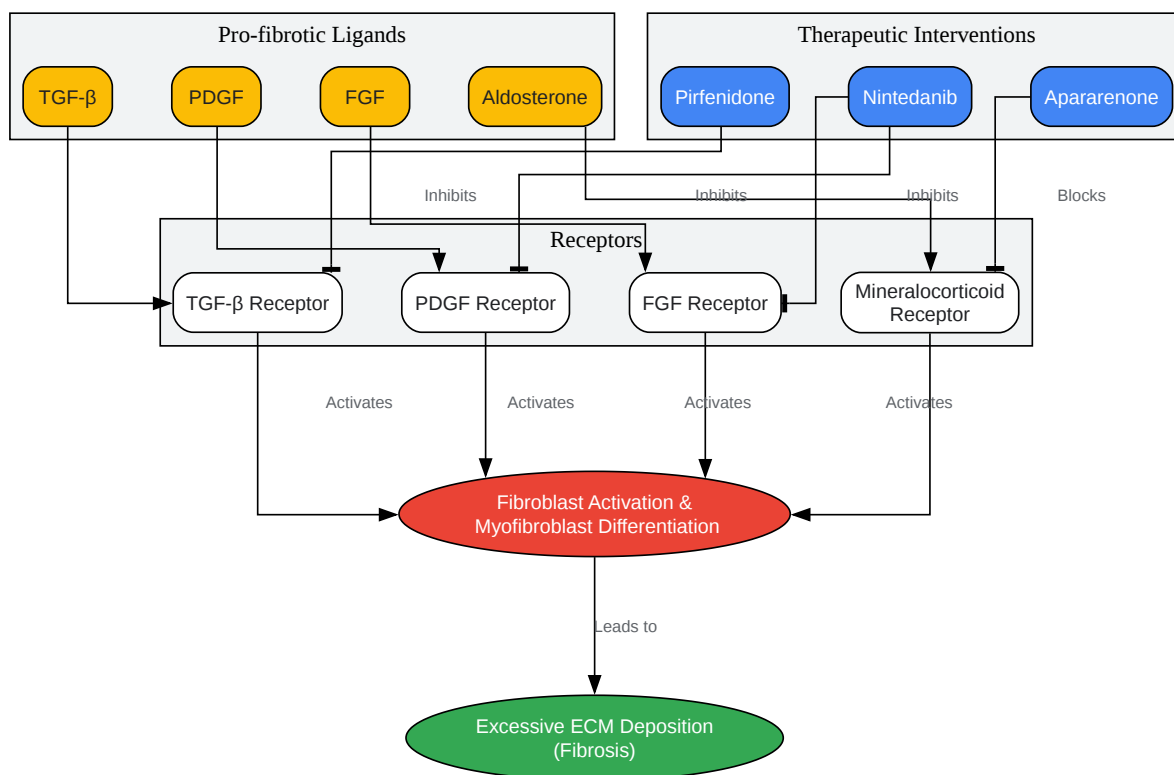 Pro-fibrotic Ligands
Therapeutic Interventions
TGF-β
PDGF
FGF
Aldosterone
Pirfenidone
Nintedanib
Apararenone
Inhibits
Inhibits
Inhibits
Blocks
Receptors
TGF-β Receptor
PDGF Receptor
FGF Receptor
Mineralocorticoid
Receptor
Activates
Activates
Activates
Activates
Fibroblast Activation &
Myofibroblast Differentiation
Leads to
Excessive ECM Deposition
(Fibrosis)